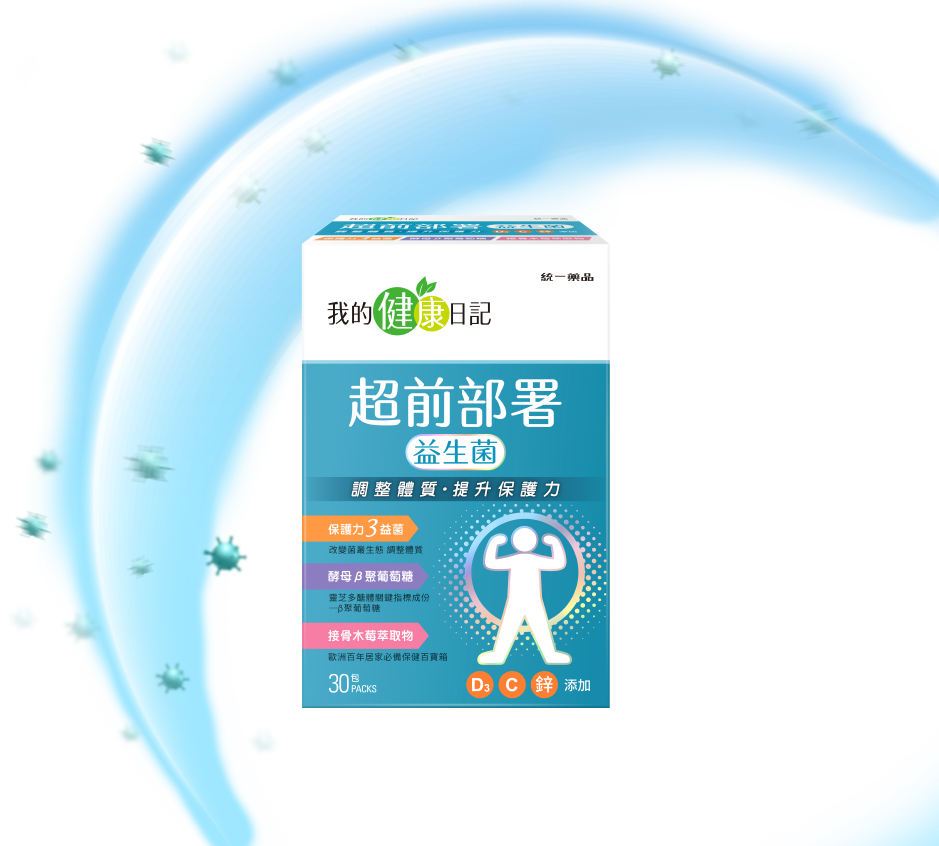 統一藥品
我的健康日記
超前部署
益生菌
調整體質·提升保護力
保護力3益菌
改變菌叢生態 調整體質
酵母β聚葡萄糖
靈芝多醣體關鍵指標成份
—β聚葡萄糖
接骨木莓萃取物
歐洲百年居家必備保健百寶箱
30包 PACKS
D3 C 鋅 添加